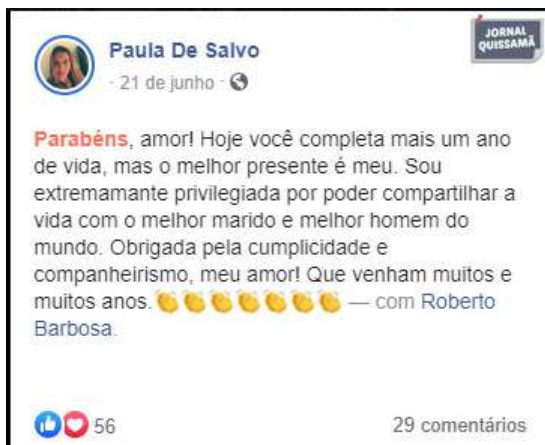 JORNAL
QUISSAMÃ
Paula De Salvo
· 21 de junho ·
Parabéns, amor! Hoje você completa mais um ano
de vida, mas o melhor presente é meu. Sou
extremamante privilegiada por poder compartilhar a
vida com o melhor marido e melhor homem do
mundo. Obrigada pela cumplicidade e
companheirismo, meu amor! Que venham muitos e
muitos anos.👏👏👏👏👏👏👏 — com Roberto
Barbosa.
56
29 comentários